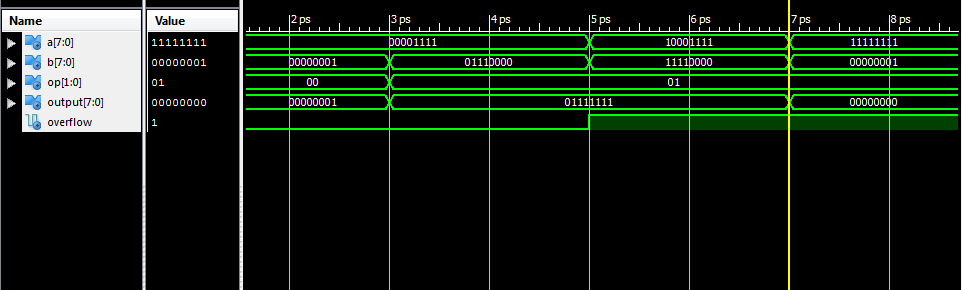 Name Value 2 ps 3 ps 4 ps 5 ps 6 ps 7 ps 8 ps
a[7:0] 11111111 00001111 10001111 11111111
b[7:0] 00000001 00000001 01110000 11110000 00000001
op[1:0] 01 00 01
output[7:0] 00000000 00000001 01111111 00000000
overflow 1